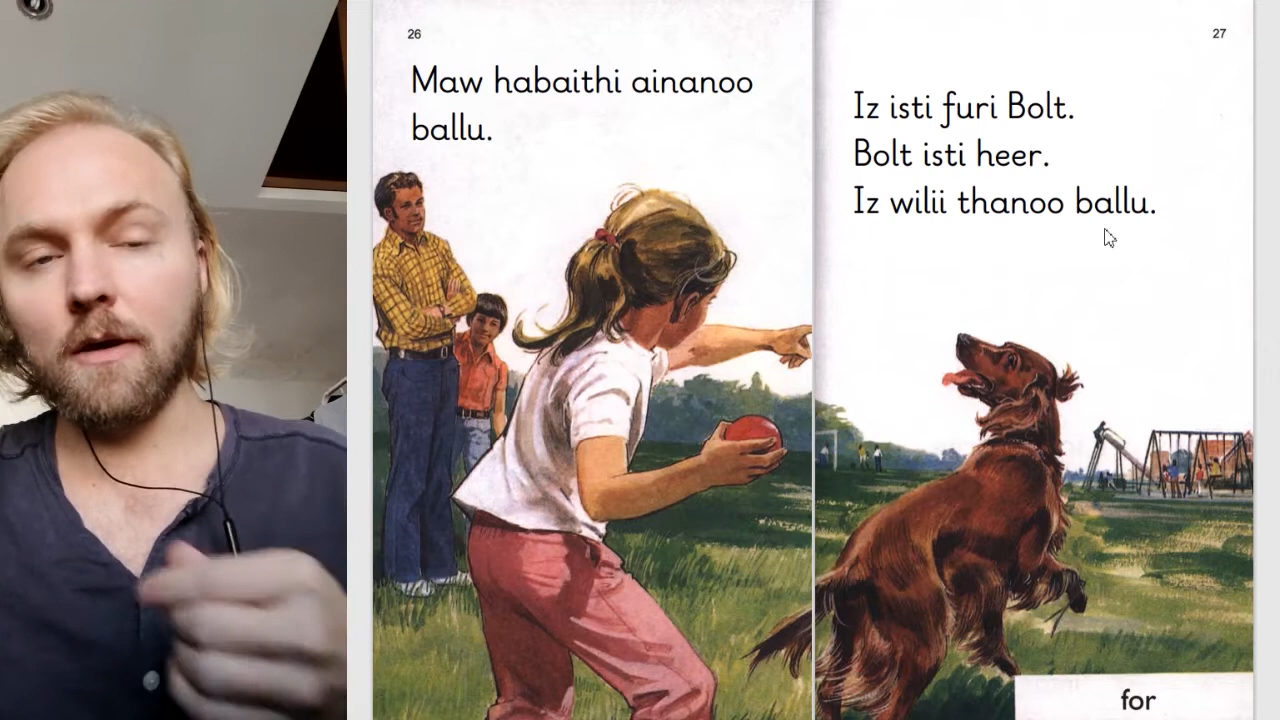 26
Maw habaithi ainanoo
ballu.
27
Iz isti furi Bolt.
Bolt isti heer.
Iz wilii thanoo ballu.
for